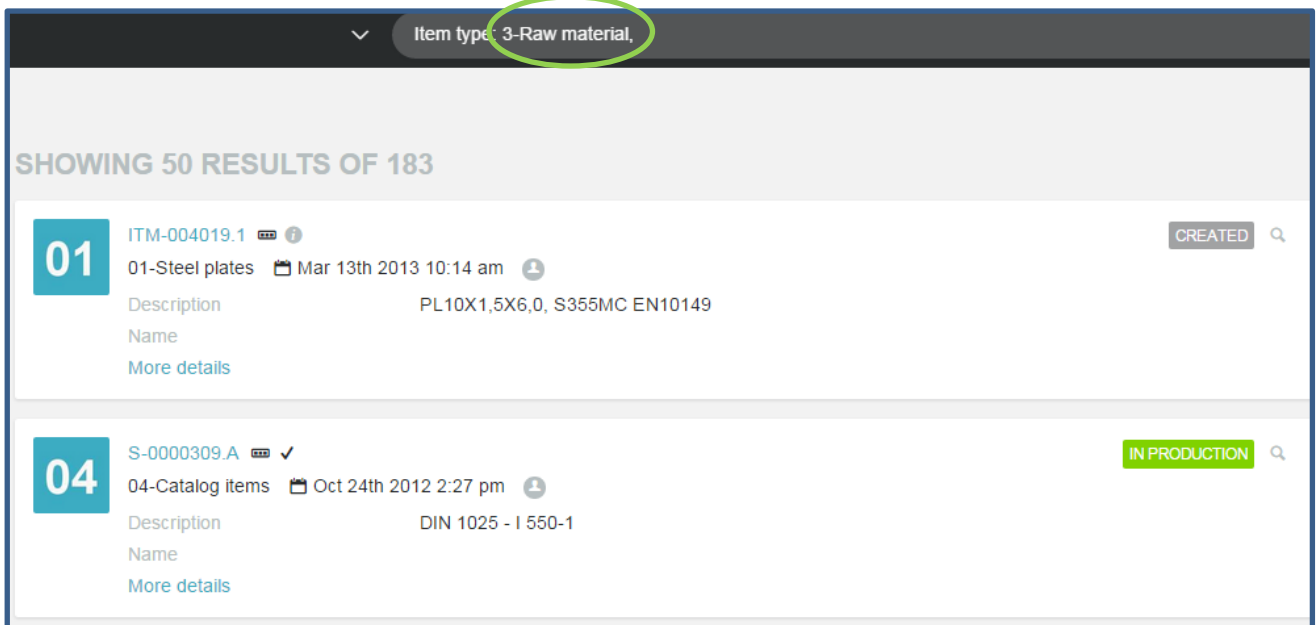 Item type: 3-Raw material,
SHOWING 50 RESULTS OF 183
01
ITM-004019.1
CREATED
01-Steel plates Mar 13th 2013 10:14 am
Description PL10X1,5X6,0, S355MC EN10149
Name
More details
04
S-0000309.A
IN PRODUCTION
04-Catalog items Oct 24th 2012 2:27 pm
Description DIN 1025 - I 550-1
Name
More details